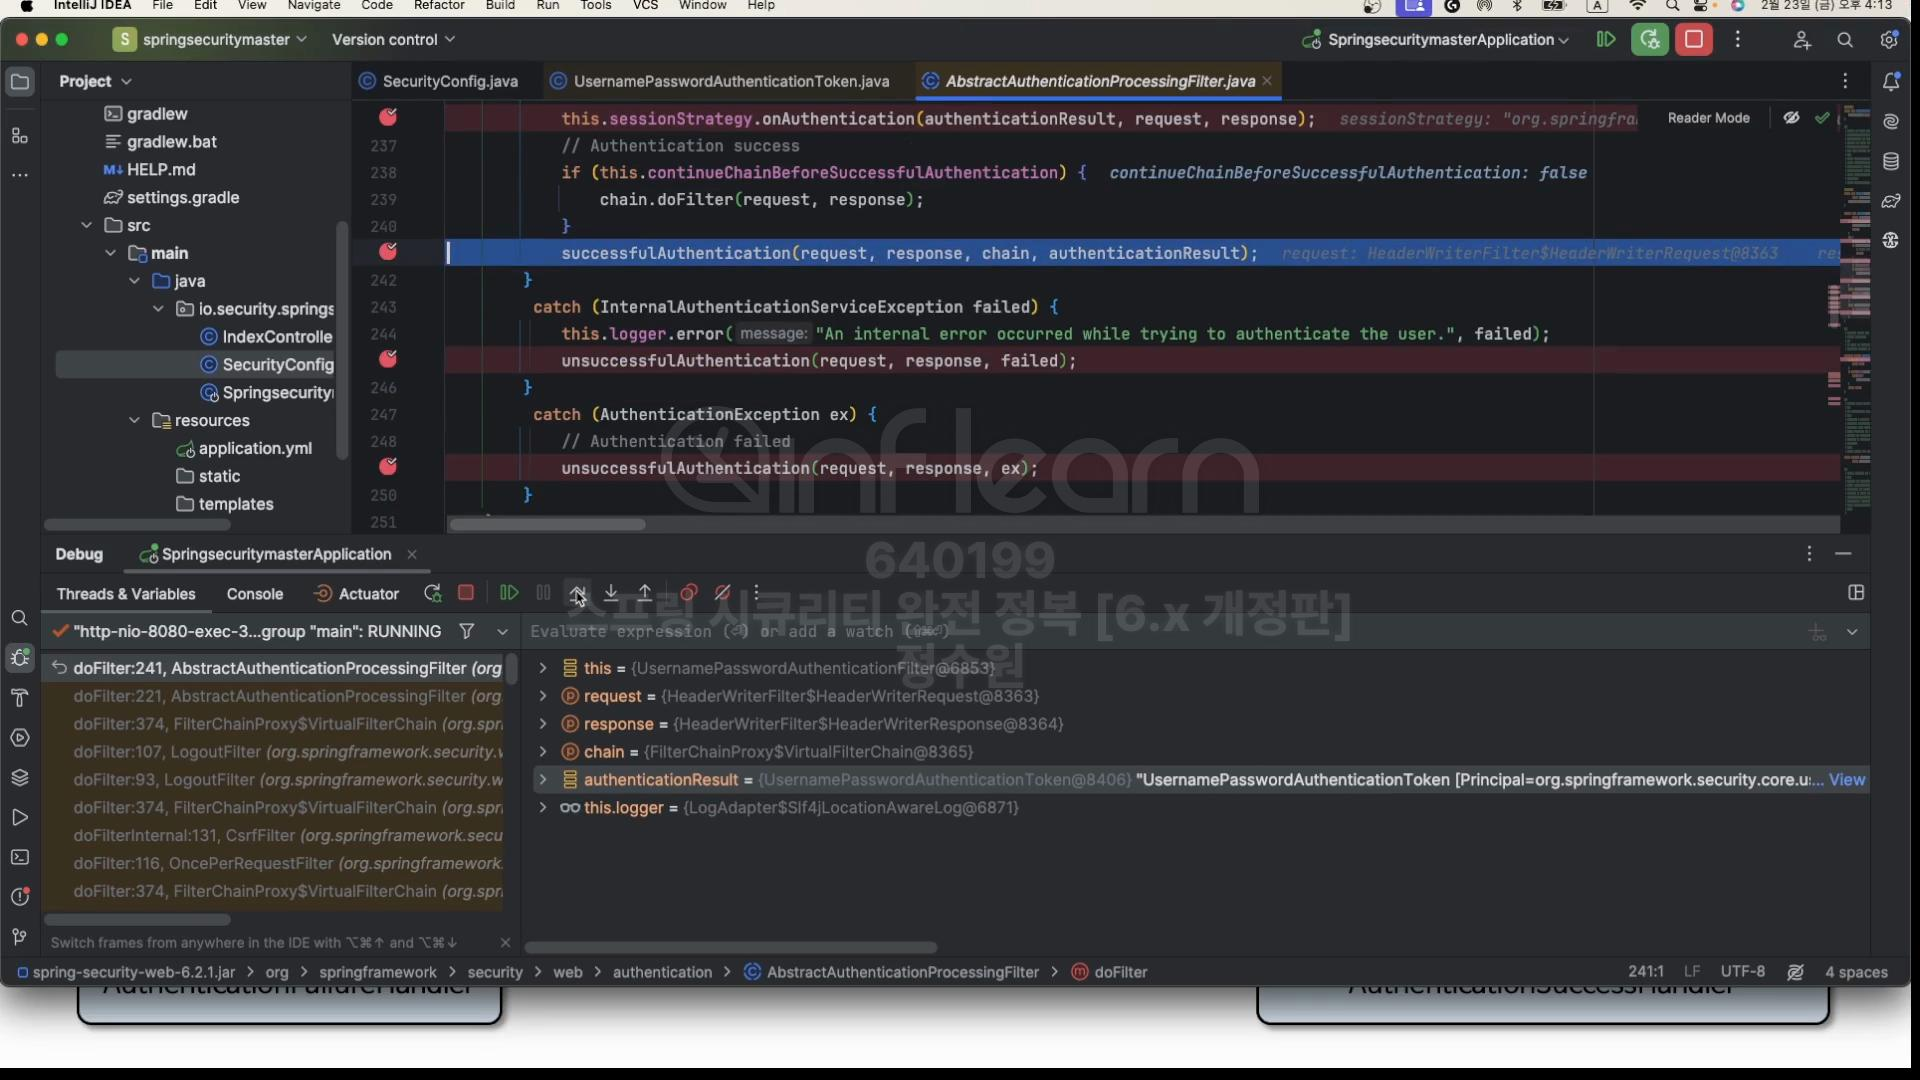 IntelliJ IDEA File Edit View Navigate Code Refactor Build Run Tools VCS Window Help A 2월 23일 (금) 오후 4:13
S springsecuritymaster Version control SpringsecuritymasterApplication
Project SecurityConfig.java UsernamePasswordAuthenticationToken.java AbstractAuthenticationProcessingFilter.java
gradlew
gradlew.bat
HELP.md
settings.gradle
src
main
java
io.security.springs
IndexControlle
SecurityConfig
Springsecurity
resources
application.yml
static
templates
Reader Mode
this.sessionStrategy.onAuthentication(authenticationResult, request, response); sessionStrategy: "org.springfra
237 // Authentication success
238 if (this.continueChainBeforeSuccessfulAuthentication) { continueChainBeforeSuccessfulAuthentication: false
239 chain.doFilter(request, response);
240 }
successfulAuthentication(request, response, chain, authenticationResult); request: HeaderWriterFilter$HeaderWriterRequest@8363 res
242 }
243 catch (InternalAuthenticationServiceException failed) {
244 this.logger.error( message: "An internal error occurred while trying to authenticate the user.", failed);
unsuccessfulAuthentication(request, response, failed);
246 }
247 catch (AuthenticationException ex) {
248 // Authentication failed
unsuccessfulAuthentication(request, response, ex);
250 }
251
inflearn
640199
스프링 시큐리티 완전 정복 [6.x 개정판]
정수원
Debug SpringsecuritymasterApplication
Threads & Variables Console Actuator
"http-nio-8080-exec-3...group "main": RUNNING
Evaluate expression (⏎) or add a watch (⇧⌘⏎)
doFilter:241, AbstractAuthenticationProcessingFilter (org
doFilter:221, AbstractAuthenticationProcessingFilter (org.
doFilter:374, FilterChainProxy$VirtualFilterChain (org.spr
doFilter:107, LogoutFilter (org.springframework.security.v
doFilter:93, LogoutFilter (org.springframework.security.w
doFilter:374, FilterChainProxy$VirtualFilterChain (org.spr
doFilterInternal:131, CsrfFilter (org.springframework.secu
doFilter:116, OncePerRequestFilter (org.springframework.
doFilter:374, FilterChainProxy$VirtualFilterChain (org.spr
this = {UsernamePasswordAuthenticationFilter@6853}
request = {HeaderWriterFilter$HeaderWriterRequest@8363}
response = {HeaderWriterFilter$HeaderWriterResponse@8364}
chain = {FilterChainProxy$VirtualFilterChain@8365}
authenticationResult = {UsernamePasswordAuthenticationToken@8406} "UsernamePasswordAuthenticationToken [Principal=org.springframework.security.core.u:... View
this.logger = {LogAdapter$Slf4jLocationAwareLog@6871}
Switch frames from anywhere in the IDE with ⌥⌘↑ and ⌥⌘↓
spring-security-web-6.2.1.jar > org > springframework > security > web > authentication > AbstractAuthenticationProcessingFilter > doFilter 241:1 LF UTF-8 4 spaces
AuthenticationFailureHandler
AuthenticationSuccessHandler